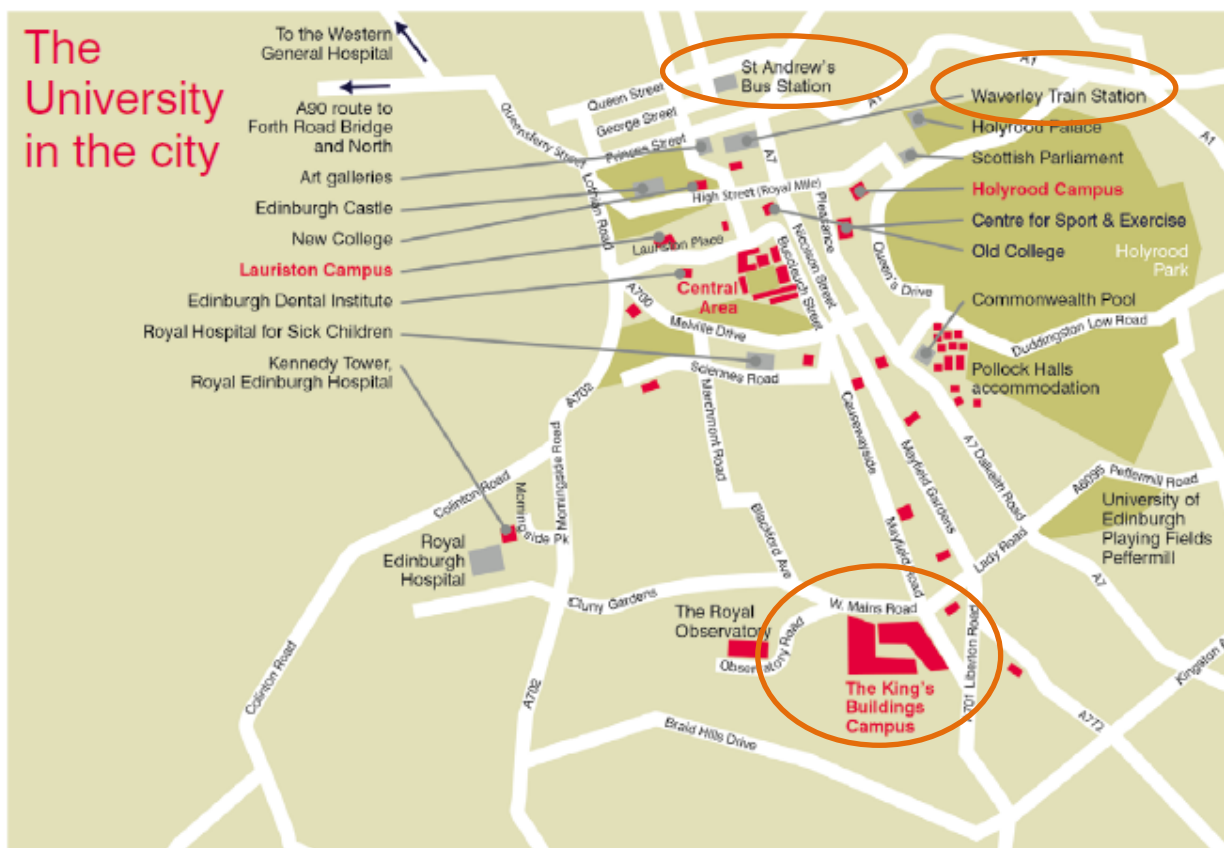 The
University
in the city
To the Western
General Hospital
A90 route to
Forth Road Bridge
and North
Art galleries
Edinburgh Castle
New College
Lauriston Campus
Edinburgh Dental Institute
Royal Hospital for Sick Children
Kennedy Tower,
Royal Edinburgh Hospital
St Andrew's
Bus Station
Waverley Train Station
Holyrood Palace
Scottish Parliament
Holyrood Campus
Centre for Sport & Exercise
Old College
Holyrood
Park
Commonwealth Pool
Pollock Halls
accommodation
University of
Edinburgh
Playing Fields
Peffermill
Central
Area
Royal
Edinburgh
Hospital
The Royal
Observatory
The King's
Buildings
Campus
Queen Street
George Street
Princes Street
Queensferry Street
Lothian Road
High Street (Royal Mile)
Lauriston Place
A1
A1
A1
A7
Pleasance
Nicolson Street
Buccleuch Street
Queen's Drive
Duddingston Low Road
A700
Melville Drive
Sciennes Road
A702
Marchmont Road
Causewayside
Mayfield Gardens
A7 Dalkeith Road
A6095
Peffermill Road
Colinton Road
Morningside Road
Morningside Pk
Blackford Ave
Mayfield Road
Lady Road
A7
Cluny Gardens
W. Mains Road
Observatory Road
A701 Liberton Road
A772
Colinton Road
A702
Braid Hills Drive